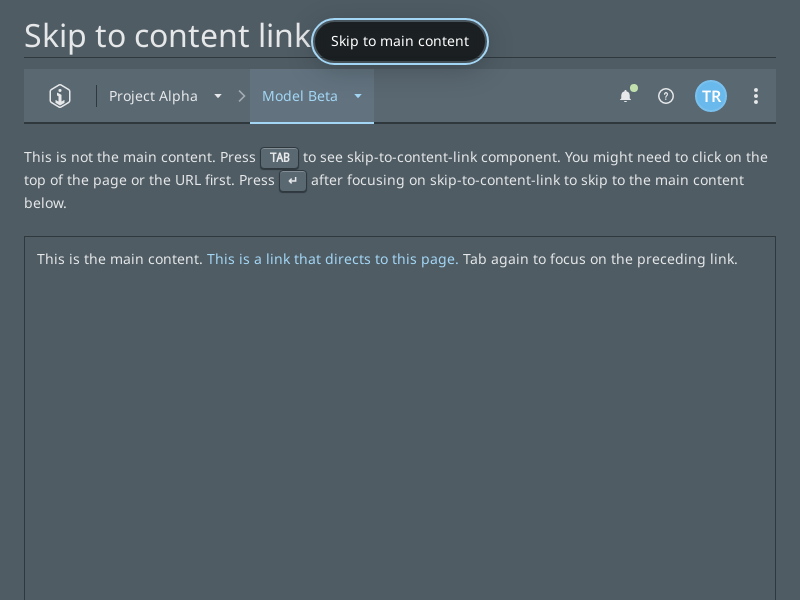 Skip to content link
Skip to main content
Project Alpha
Model Beta
TR
This is not the main content. Press TAB to see skip-to-content-link component. You might need to click on the
top of the page or the URL first. Press ↵ after focusing on skip-to-content-link to skip to the main content
below.
This is the main content. This is a link that directs to this page. Tab again to focus on the preceding link.